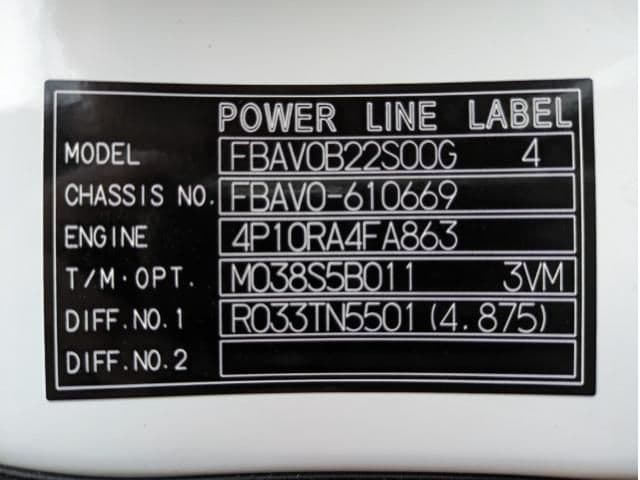 POWER LINE LABEL
MODEL FBAV0B22S00G 4
CHASSIS NO. FBAV0-610669
ENGINE 4P10RA4FA863
T/M·OPT. M038S5B011 3VM
DIFF.NO.1 R033TN5501(4.875)
DIFF.NO.2